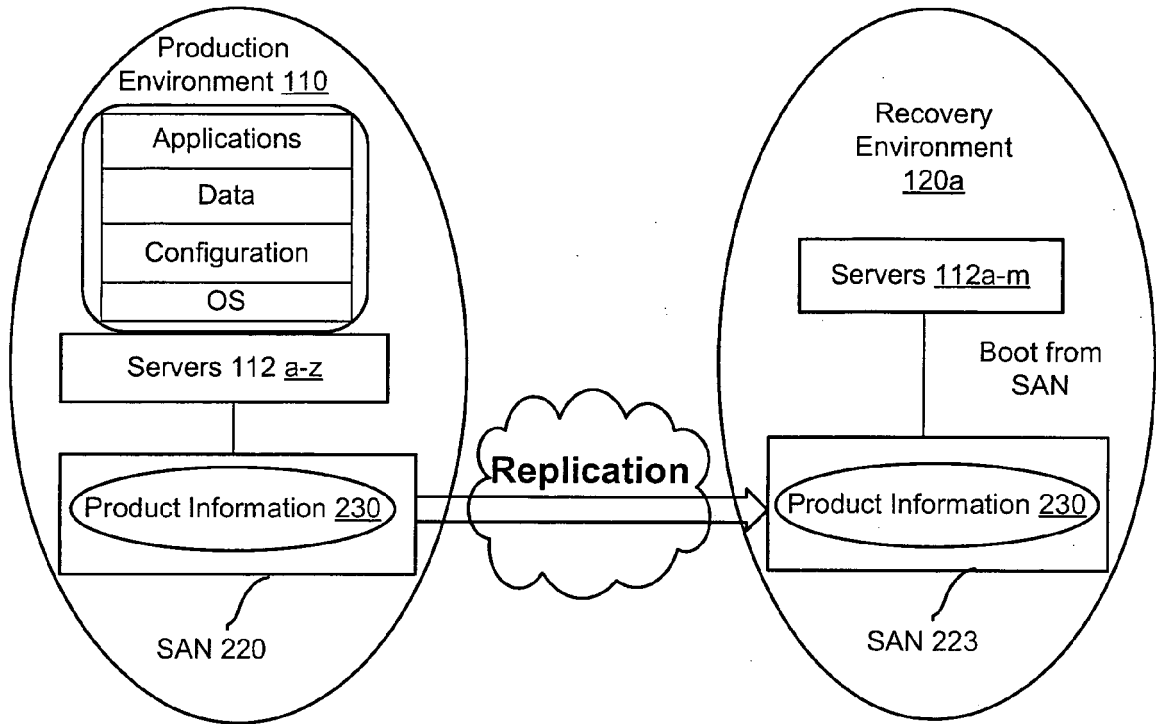 Production
Environment 110
Applications
Data
Configuration
OS
Servers 112 a-z
Product Information 230
SAN 220
Replication
Recovery
Environment
120a
Servers 112a-m
Boot from
SAN
Product Information 230
SAN 223